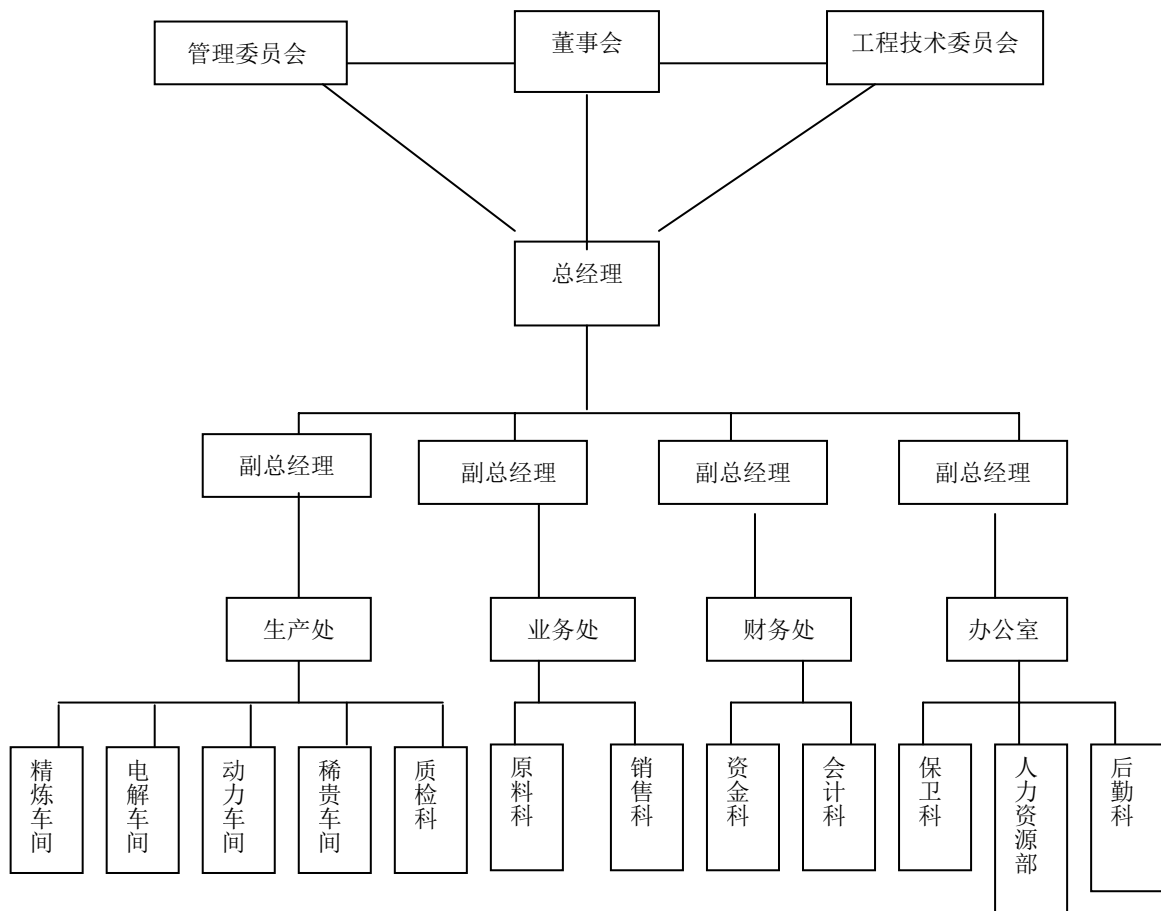 管理委员会
董事会
工程技术委员会
总经理
副总经理
副总经理
副总经理
副总经理
生产处
业务处
财务处
办公室
精炼车间
电解车间
动力车间
稀贵车间
质检科
原料科
销售科
资金科
会计科
保卫科
人力资源部
后勤科